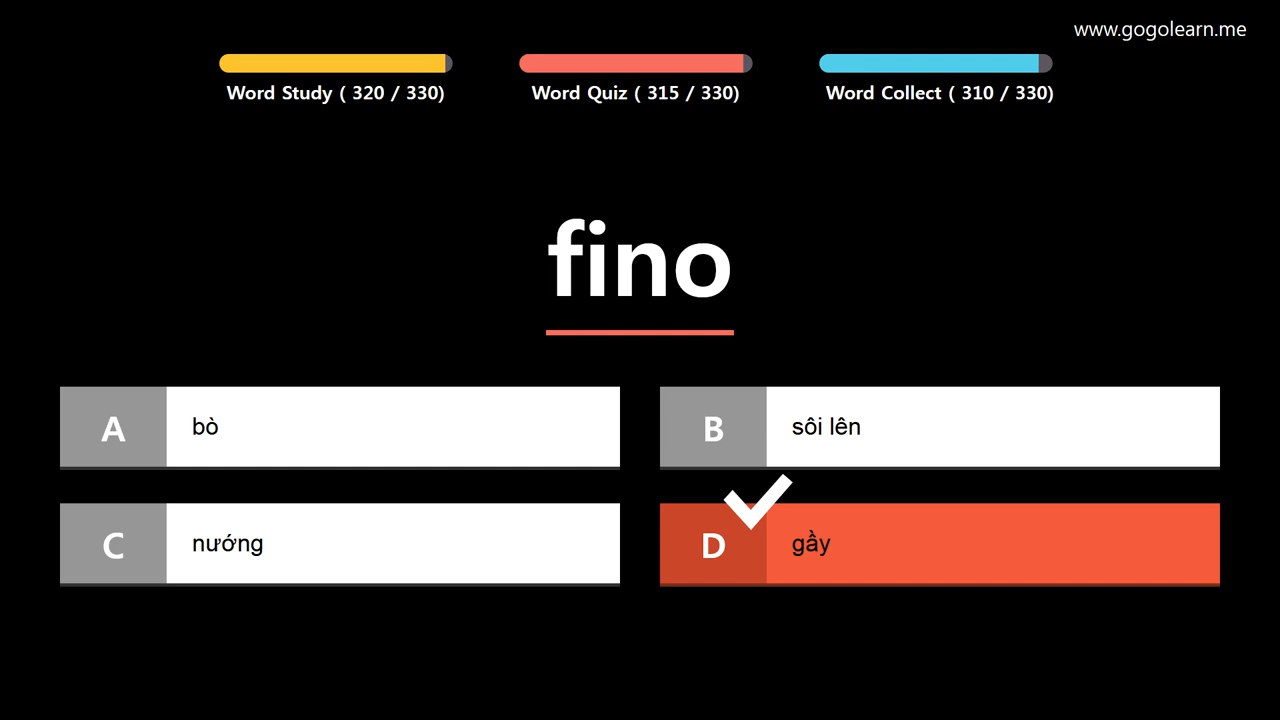 www.gogolearn.me
Word Study ( 320 / 330)
Word Quiz ( 315 / 330)
Word Collect ( 310 / 330)
fino
A
bò
B
sôi lên
C
nướng
D
gầy